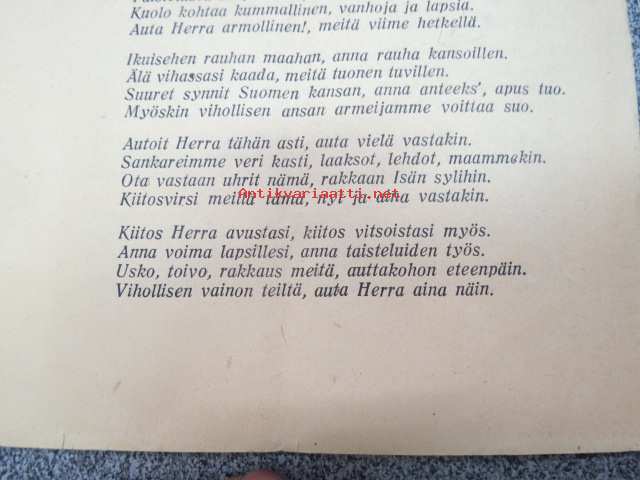 Kuolo kohtaa kummallinen, vanhoja ja lapsia.
Auta Herra armollinen!, meitä viime hetkellä.
Ikuisehen rauhan maahan, anna rauha kansoillen.
Älä vihassasi kaada, meitä tuonen tuvillen.
Suuret synnit Suomen kansan, anna anteeks', apus tuo.
Myöskin vihollisen ansan armeijamme voittaa suo.
Autoit Herra tähän asti, auta vielä vastakin.
Sankareimme veri kasti, laaksot, lehdot, maammekin.
Ota vastaan uhrit nämä, rakkaan Isän sylihin.
Antikvariaatti.net
Kiitosvirsi meiltä tämä, nyt ja aina vastakin.
Kiitos Herra avustasi, kiitos vitsoistasi myös.
Anna voima lapsillesi, anna taisteluiden työs.
Usko, toivo, rakkaus meitä, auttakohon eteenpäin.
Vihollisen vainon teiltä, auta Herra aina näin.